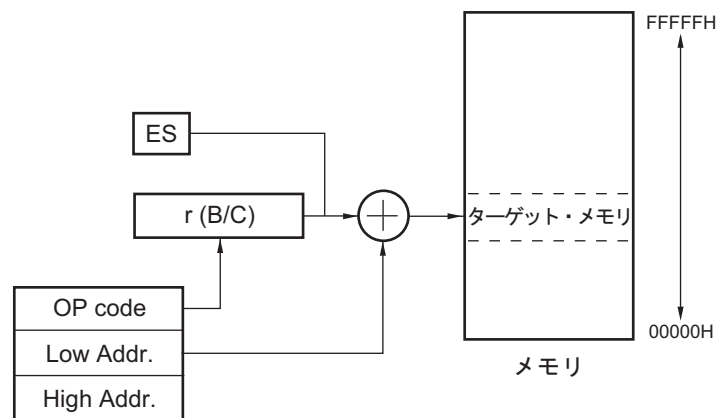 FFFFFH
ES
r (B/C)
ターゲット・メモリ
OP code
Low Addr.
High Addr.
00000H
メモリ